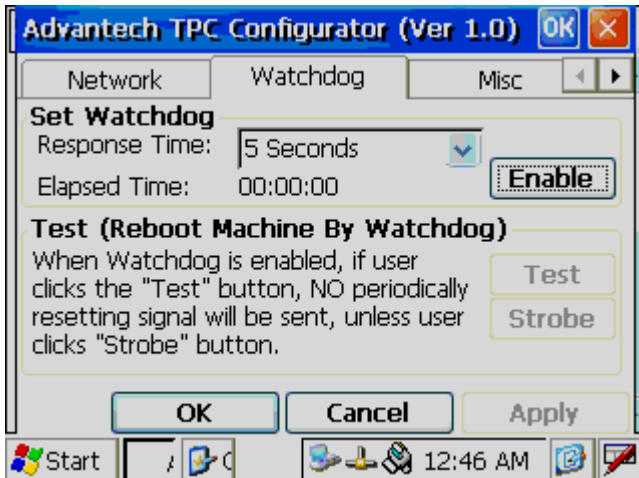 Advantech TPC Configurator (Ver 1.0) OK
Network Watchdog Misc
Set Watchdog
Response Time: 5 Seconds
Elapsed Time: 00:00:00
Enable
Test (Reboot Machine By Watchdog)
When Watchdog is enabled, if user
clicks the "Test" button, NO periodically
resetting signal will be sent, unless user
clicks "Strobe" button.
Test
Strobe
OK Cancel Apply
Start 12:46 AM